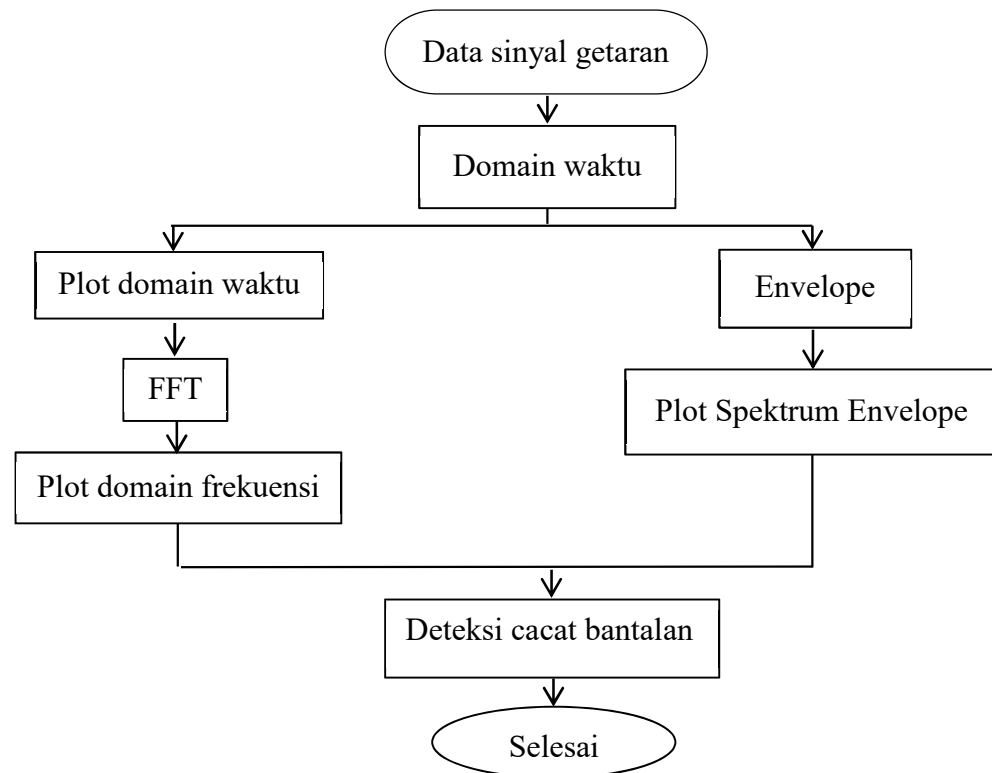 Data sinyal getaran
Domain waktu
Plot domain waktu
Envelope
FFT
Plot Spektrum Envelope
Plot domain frekuensi
Deteksi cacat bantalan
Selesai